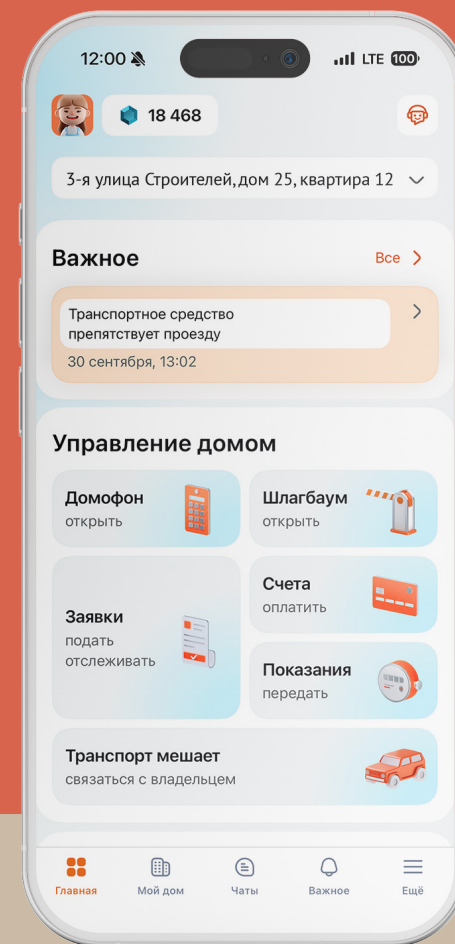 12:00
LTE 100
18 468
3-я улица Строителей, дом 25, квартира 12
Важное
Все
Транспортное средство
препятствует проезду
30 сентября, 13:02
Управление домом
Домофон
открыть
Шлагбаум
открыть
Заявки
подать
отслеживать
Счета
оплатить
Показания
передать
Транспорт мешает
связаться с владельцем
Главная
Мой дом
Чаты
Важное
Ещё